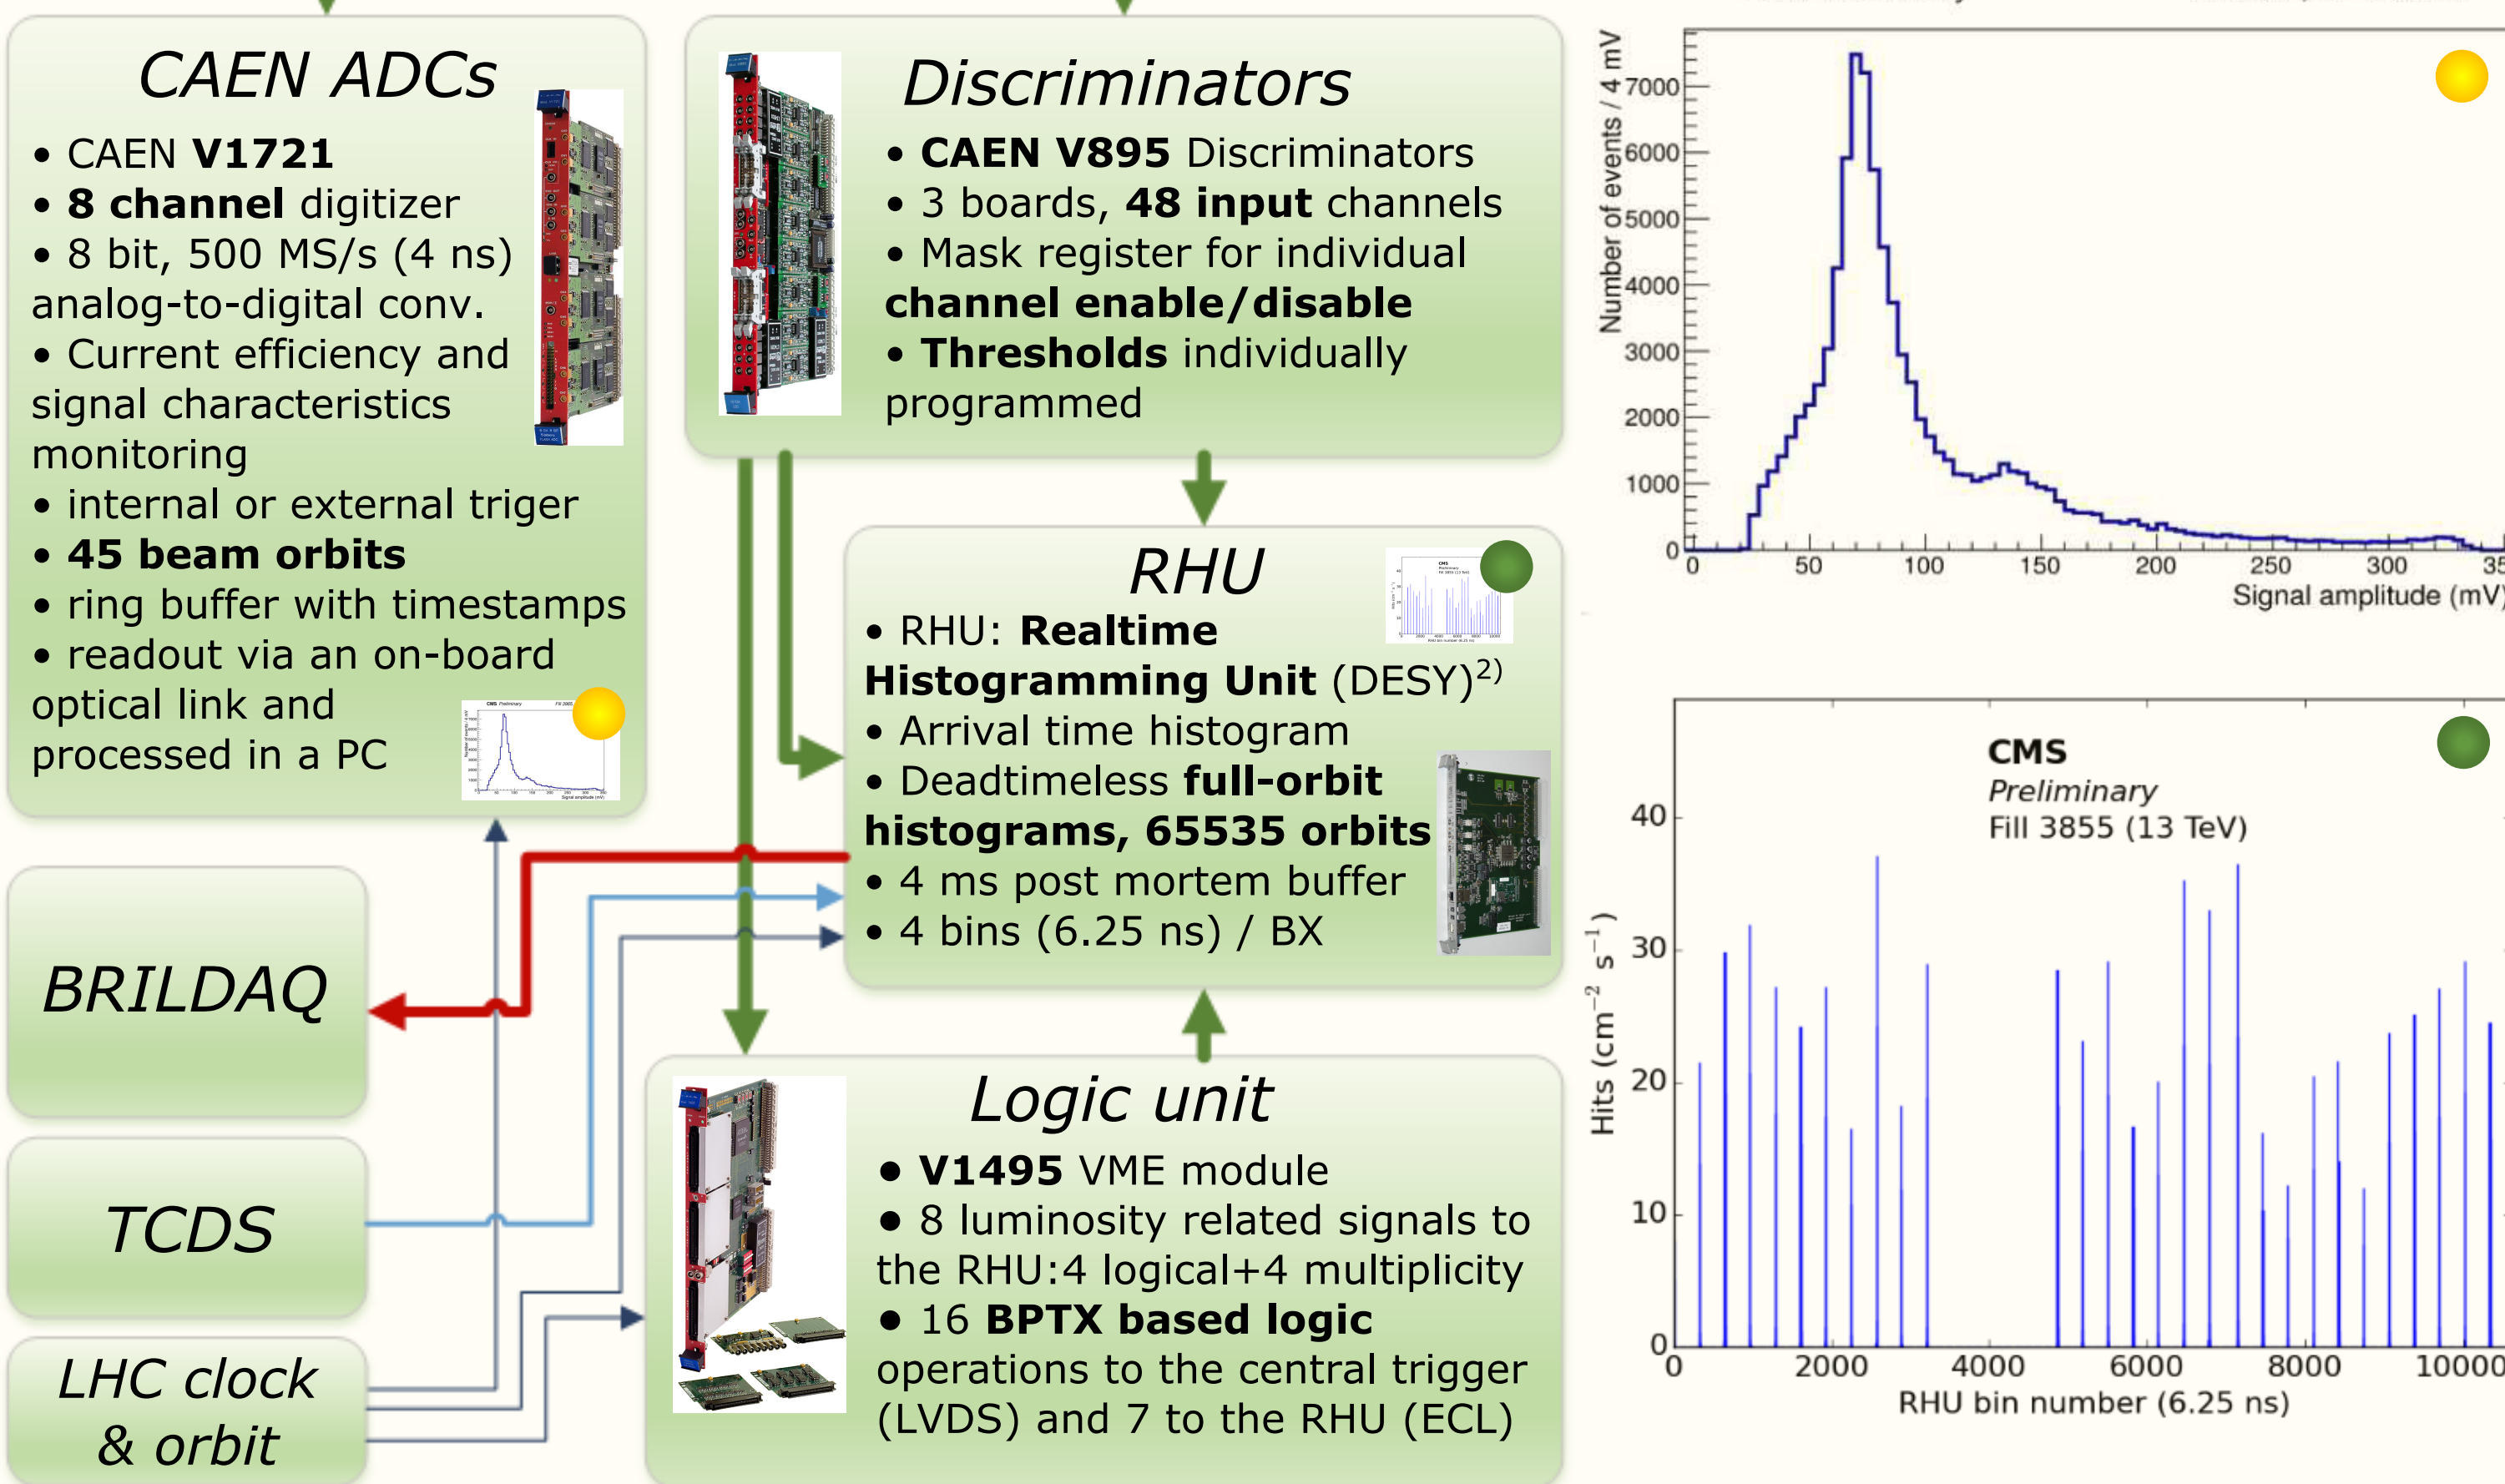 CAEN ADCs
• CAEN V1721
• 8 channel digitizer
• 8 bit, 500 MS/s (4 ns)
analog-to-digital conv.
• Current efficiency and
signal characteristics
monitoring
• internal or external triger
• 45 beam orbits
• ring buffer with timestamps
• readout via an on-board
optical link and
processed in a PC
Discriminators
• CAEN V895 Discriminators
• 3 boards, 48 input channels
• Mask register for individual
channel enable/disable
• Thresholds individually
programmed
RHU
• RHU: Realtime
Histogramming Unit (DESY)2)
• Arrival time histogram
• Deadtimeless full-orbit
histograms, 65535 orbits
• 4 ms post mortem buffer
• 4 bins (6.25 ns) / BX
BRILDAQ
TCDS
LHC clock
& orbit
Logic unit
• V1495 VME module
• 8 luminosity related signals to
the RHU:4 logical+4 multiplicity
• 16 BPTX based logic
operations to the central trigger
(LVDS) and 7 to the RHU (ECL)
Number of events / 4 mV
7000
6000
5000
4000
3000
2000
1000
0
0 50 100 150 200 250 300 35
Signal amplitude (mV)
CMS
Preliminary
Fill 3855 (13 TeV)
Hits (cm−2 s−1)
40
30
20
10
0
0 2000 4000 6000 8000 10000
RHU bin number (6.25 ns)